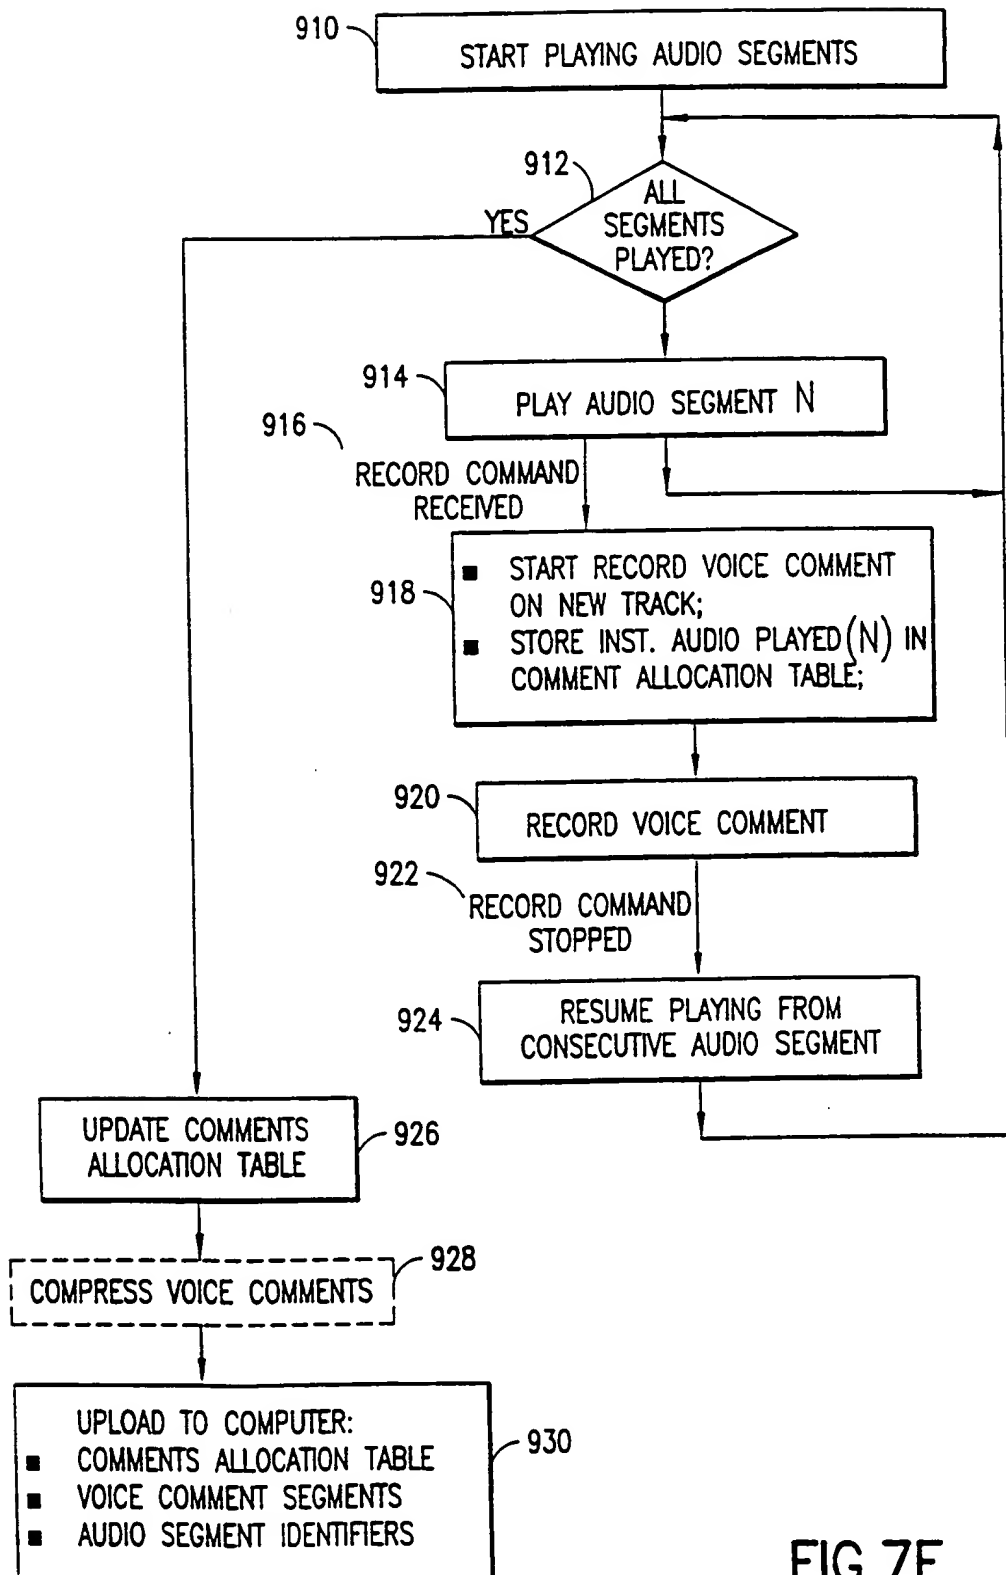 910
START PLAYING AUDIO SEGMENTS
912
ALL
SEGMENTS
PLAYED?
YES
914
PLAY AUDIO SEGMENT N
916
RECORD COMMAND
RECEIVED
918
■ START RECORD VOICE COMMENT
ON NEW TRACK;
■ STORE INST. AUDIO PLAYED(N) IN
COMMENT ALLOCATION TABLE;
920
RECORD VOICE COMMENT
922
RECORD COMMAND
STOPPED
924
RESUME PLAYING FROM
CONSECUTIVE AUDIO SEGMENT
UPDATE COMMENTS
ALLOCATION TABLE
926
COMPRESS VOICE COMMENTS
928
UPLOAD TO COMPUTER:
■ COMMENTS ALLOCATION TABLE
■ VOICE COMMENT SEGMENTS
■ AUDIO SEGMENT IDENTIFIERS
930